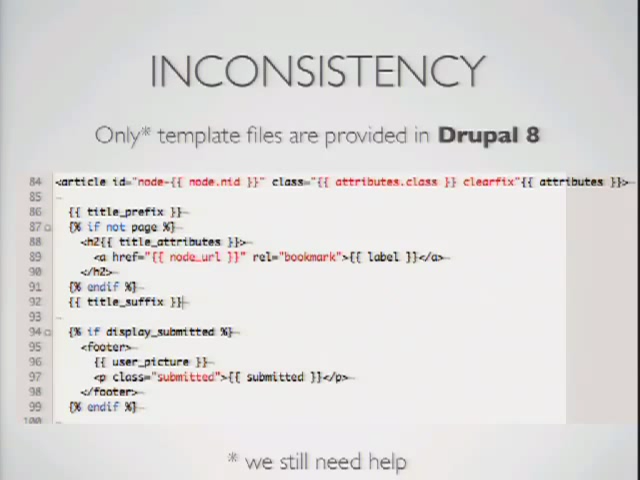 INCONSISTENCY
Only* template files are provided in Drupal 8
84 <article id="node-{{ node.nid }}" class="{{ attributes.class }} clearfix"{{ attributes }}>
85
86 {{ title_prefix }}
87 {% if not page %}
88 <h2{{ title_attributes }}>
89 <a href="{{ node_url }}" rel="bookmark">{{ label }}</a>
90 </h2>
91 {% endif %}
92 {{ title_suffix }}
93
94 {% if display_submitted %}
95 <footer>
96 {{ user_picture }}
97 <p class="submitted">{{ submitted }}</p>
98 </footer>
99 {% endif %}
100
* we still need help